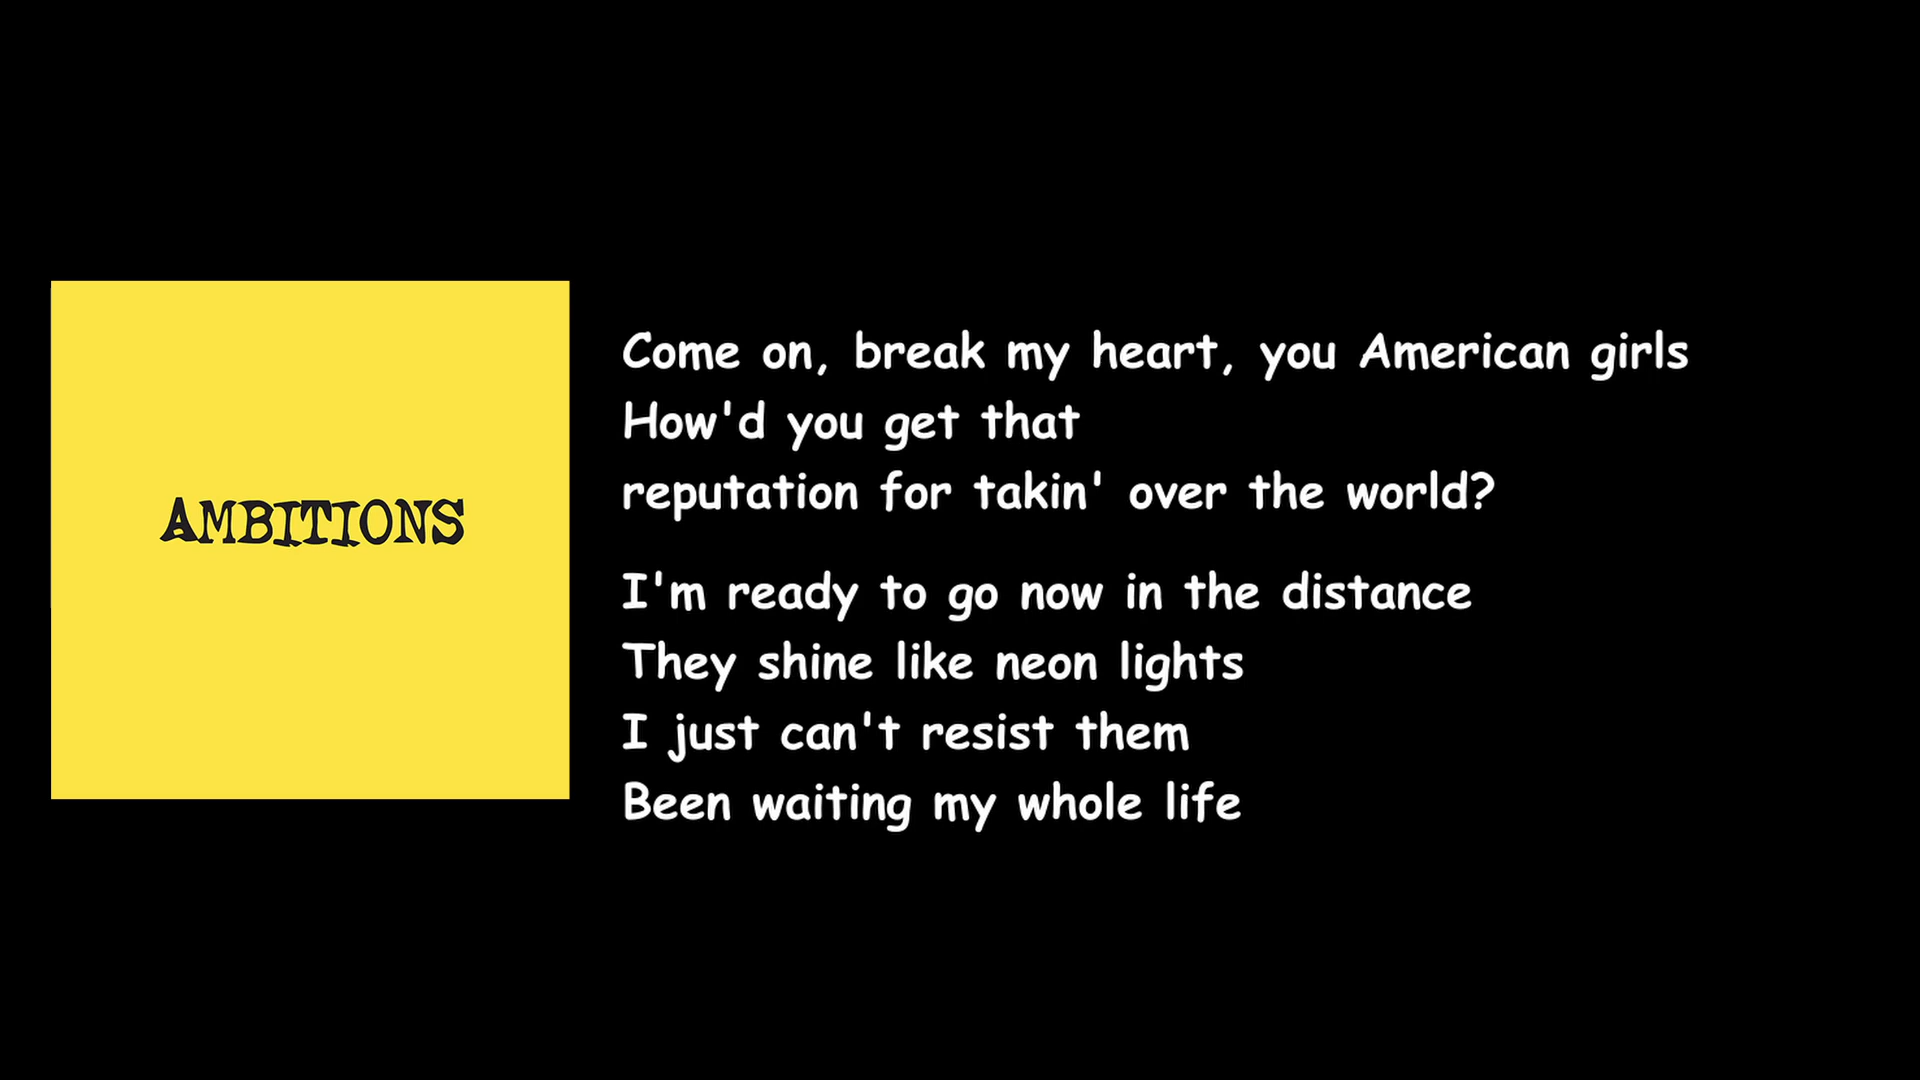 AMBITIONS
Come on, break my heart, you American girls
How'd you get that
reputation for takin' over the world?
I'm ready to go now in the distance
They shine like neon lights
I just can't resist them
Been waiting my whole life